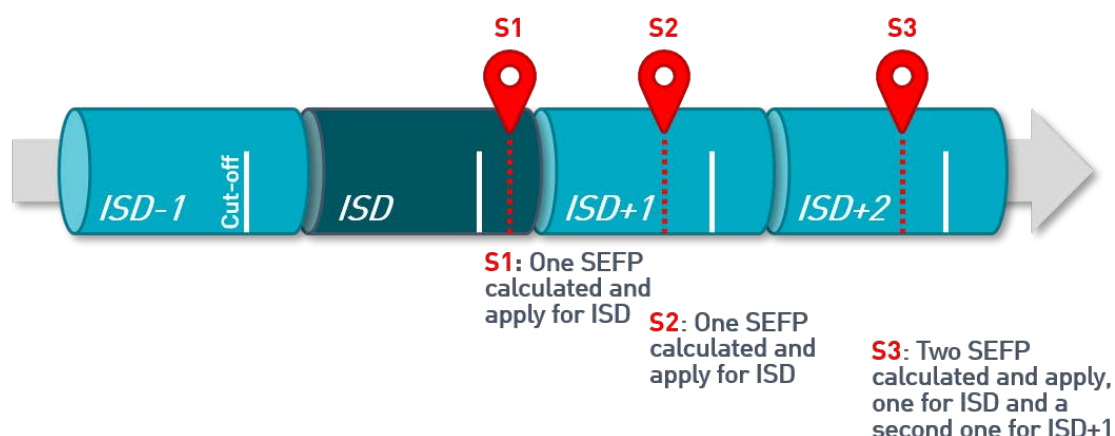 S1
S2
S3
ISD-1
Cut-off
ISD
ISD+1
ISD+2
S1: One SEFP
calculated and
apply for ISD
S2: One SEFP
calculated and
apply for ISD
S3: Two SEFP
calculated and apply,
one for ISD and a
second one for ISD+1